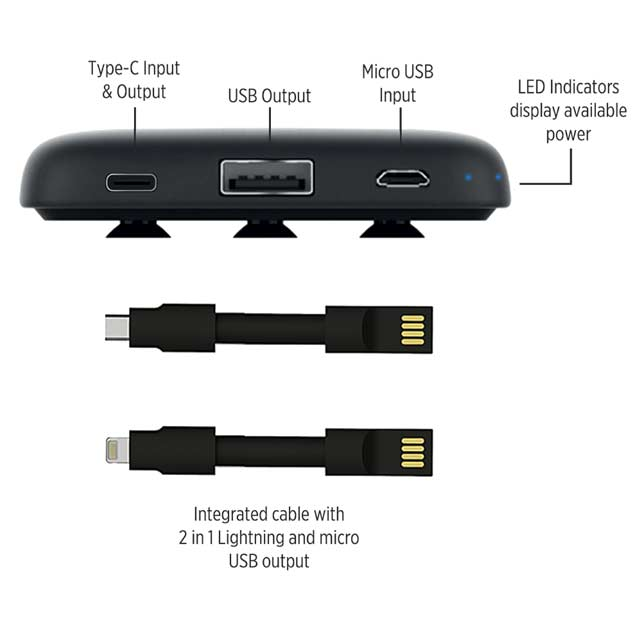 Type-C Input
& Output
USB Output
Micro USB
Input
LED Indicators
display available
power
Integrated cable with
2 in 1 Lightning and micro
USB output